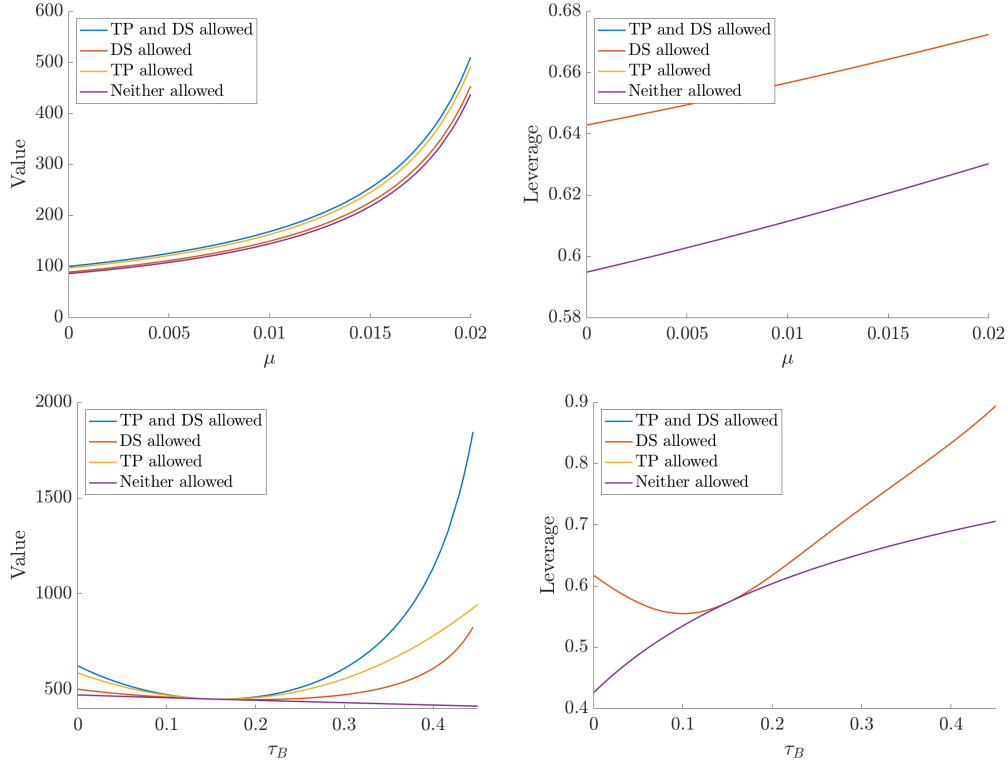 600
500
400
300
200
100
0
Value
TP and DS allowed
DS allowed
TP allowed
Neither allowed
0
0.005
0.01
0.015
0.02
μ
0.68
0.66
0.64
0.62
0.6
0.58
Leverage
TP and DS allowed
DS allowed
TP allowed
Neither allowed
0
0.005
0.01
0.015
0.02
μ
2000
1500
1000
500
Value
TP and DS allowed
DS allowed
TP allowed
Neither allowed
0
0.1
0.2
0.3
0.4
τ_B
0.9
0.8
0.7
0.6
0.5
0.4
Leverage
TP and DS allowed
DS allowed
TP allowed
Neither allowed
0
0.1
0.2
0.3
0.4
τ_B